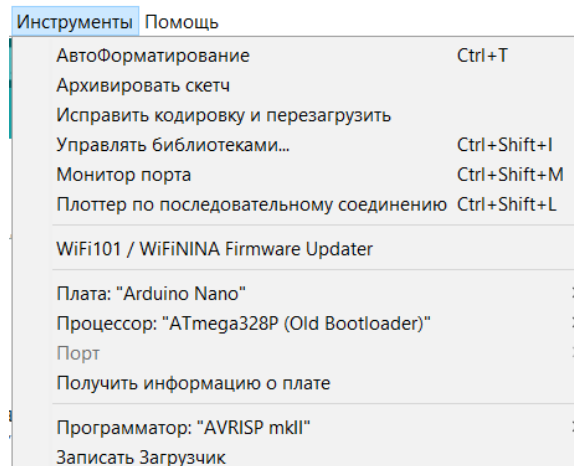 Инструменты Помощь
АвтоФорматирование Ctrl+T
Архивировать скетч
Исправить кодировку и перезагрузить
Управлять библиотеками... Ctrl+Shift+I
Монитор порта Ctrl+Shift+M
Плоттер по последовательному соединению Ctrl+Shift+L
WiFi101 / WiFiNINA Firmware Updater
Плата: "Arduino Nano"
Процессор: "ATmega328P (Old Bootloader)"
Порт
Получить информацию о плате
Программатор: "AVRISP mkII"
Записать Загрузчик